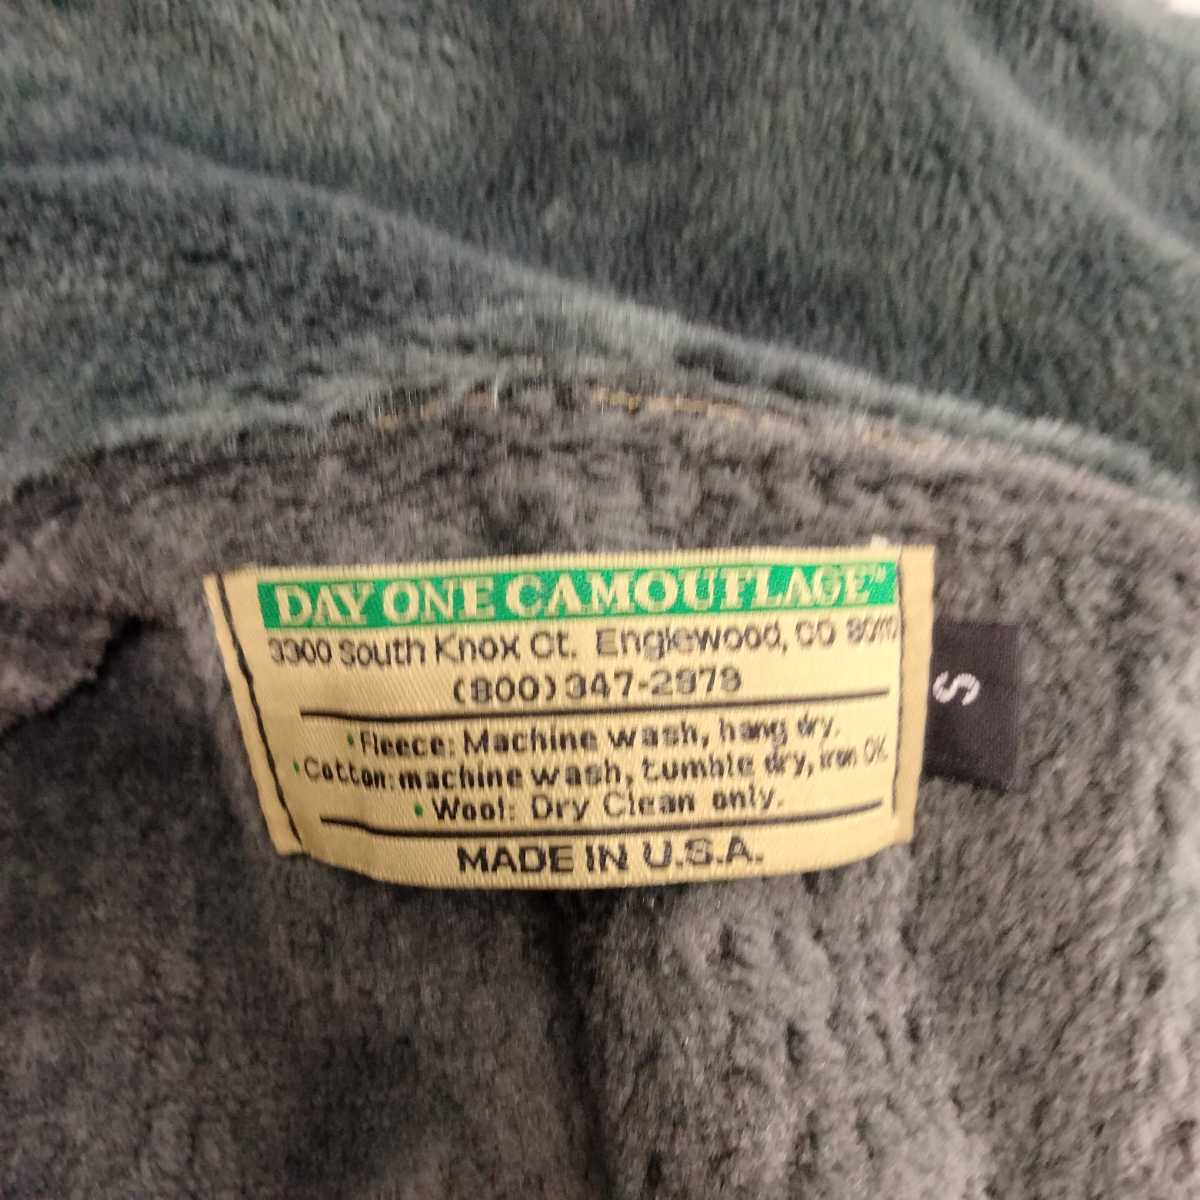 DAY ONE CAMOUFLAGE™
3300 South Knox Ct. Englewood, CO 80110
(800) 347-2979
•Fleece: Machine wash, hang dry.
•Cotton: machine wash, tumble dry, iron OK
•Wool: Dry Clean only.
MADE IN U.S.A.
S